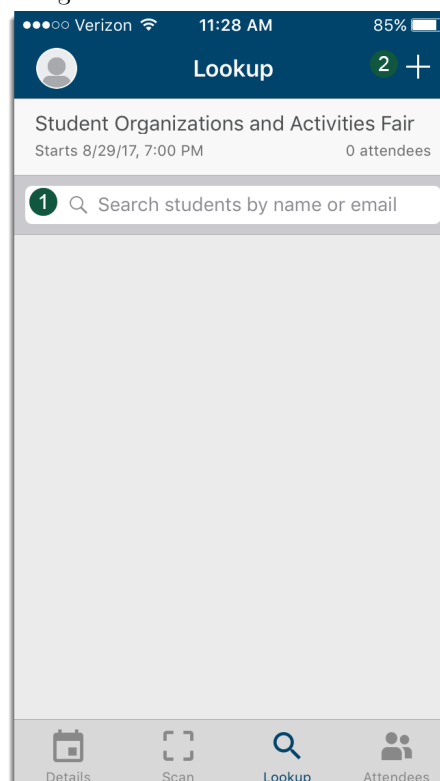 Verizon 11:28 AM 85%
Lookup 2
Student Organizations and Activities Fair
Starts 8/29/17, 7:00 PM 0 attendees
1 Search students by name or email
Details Scan Lookup Attendees